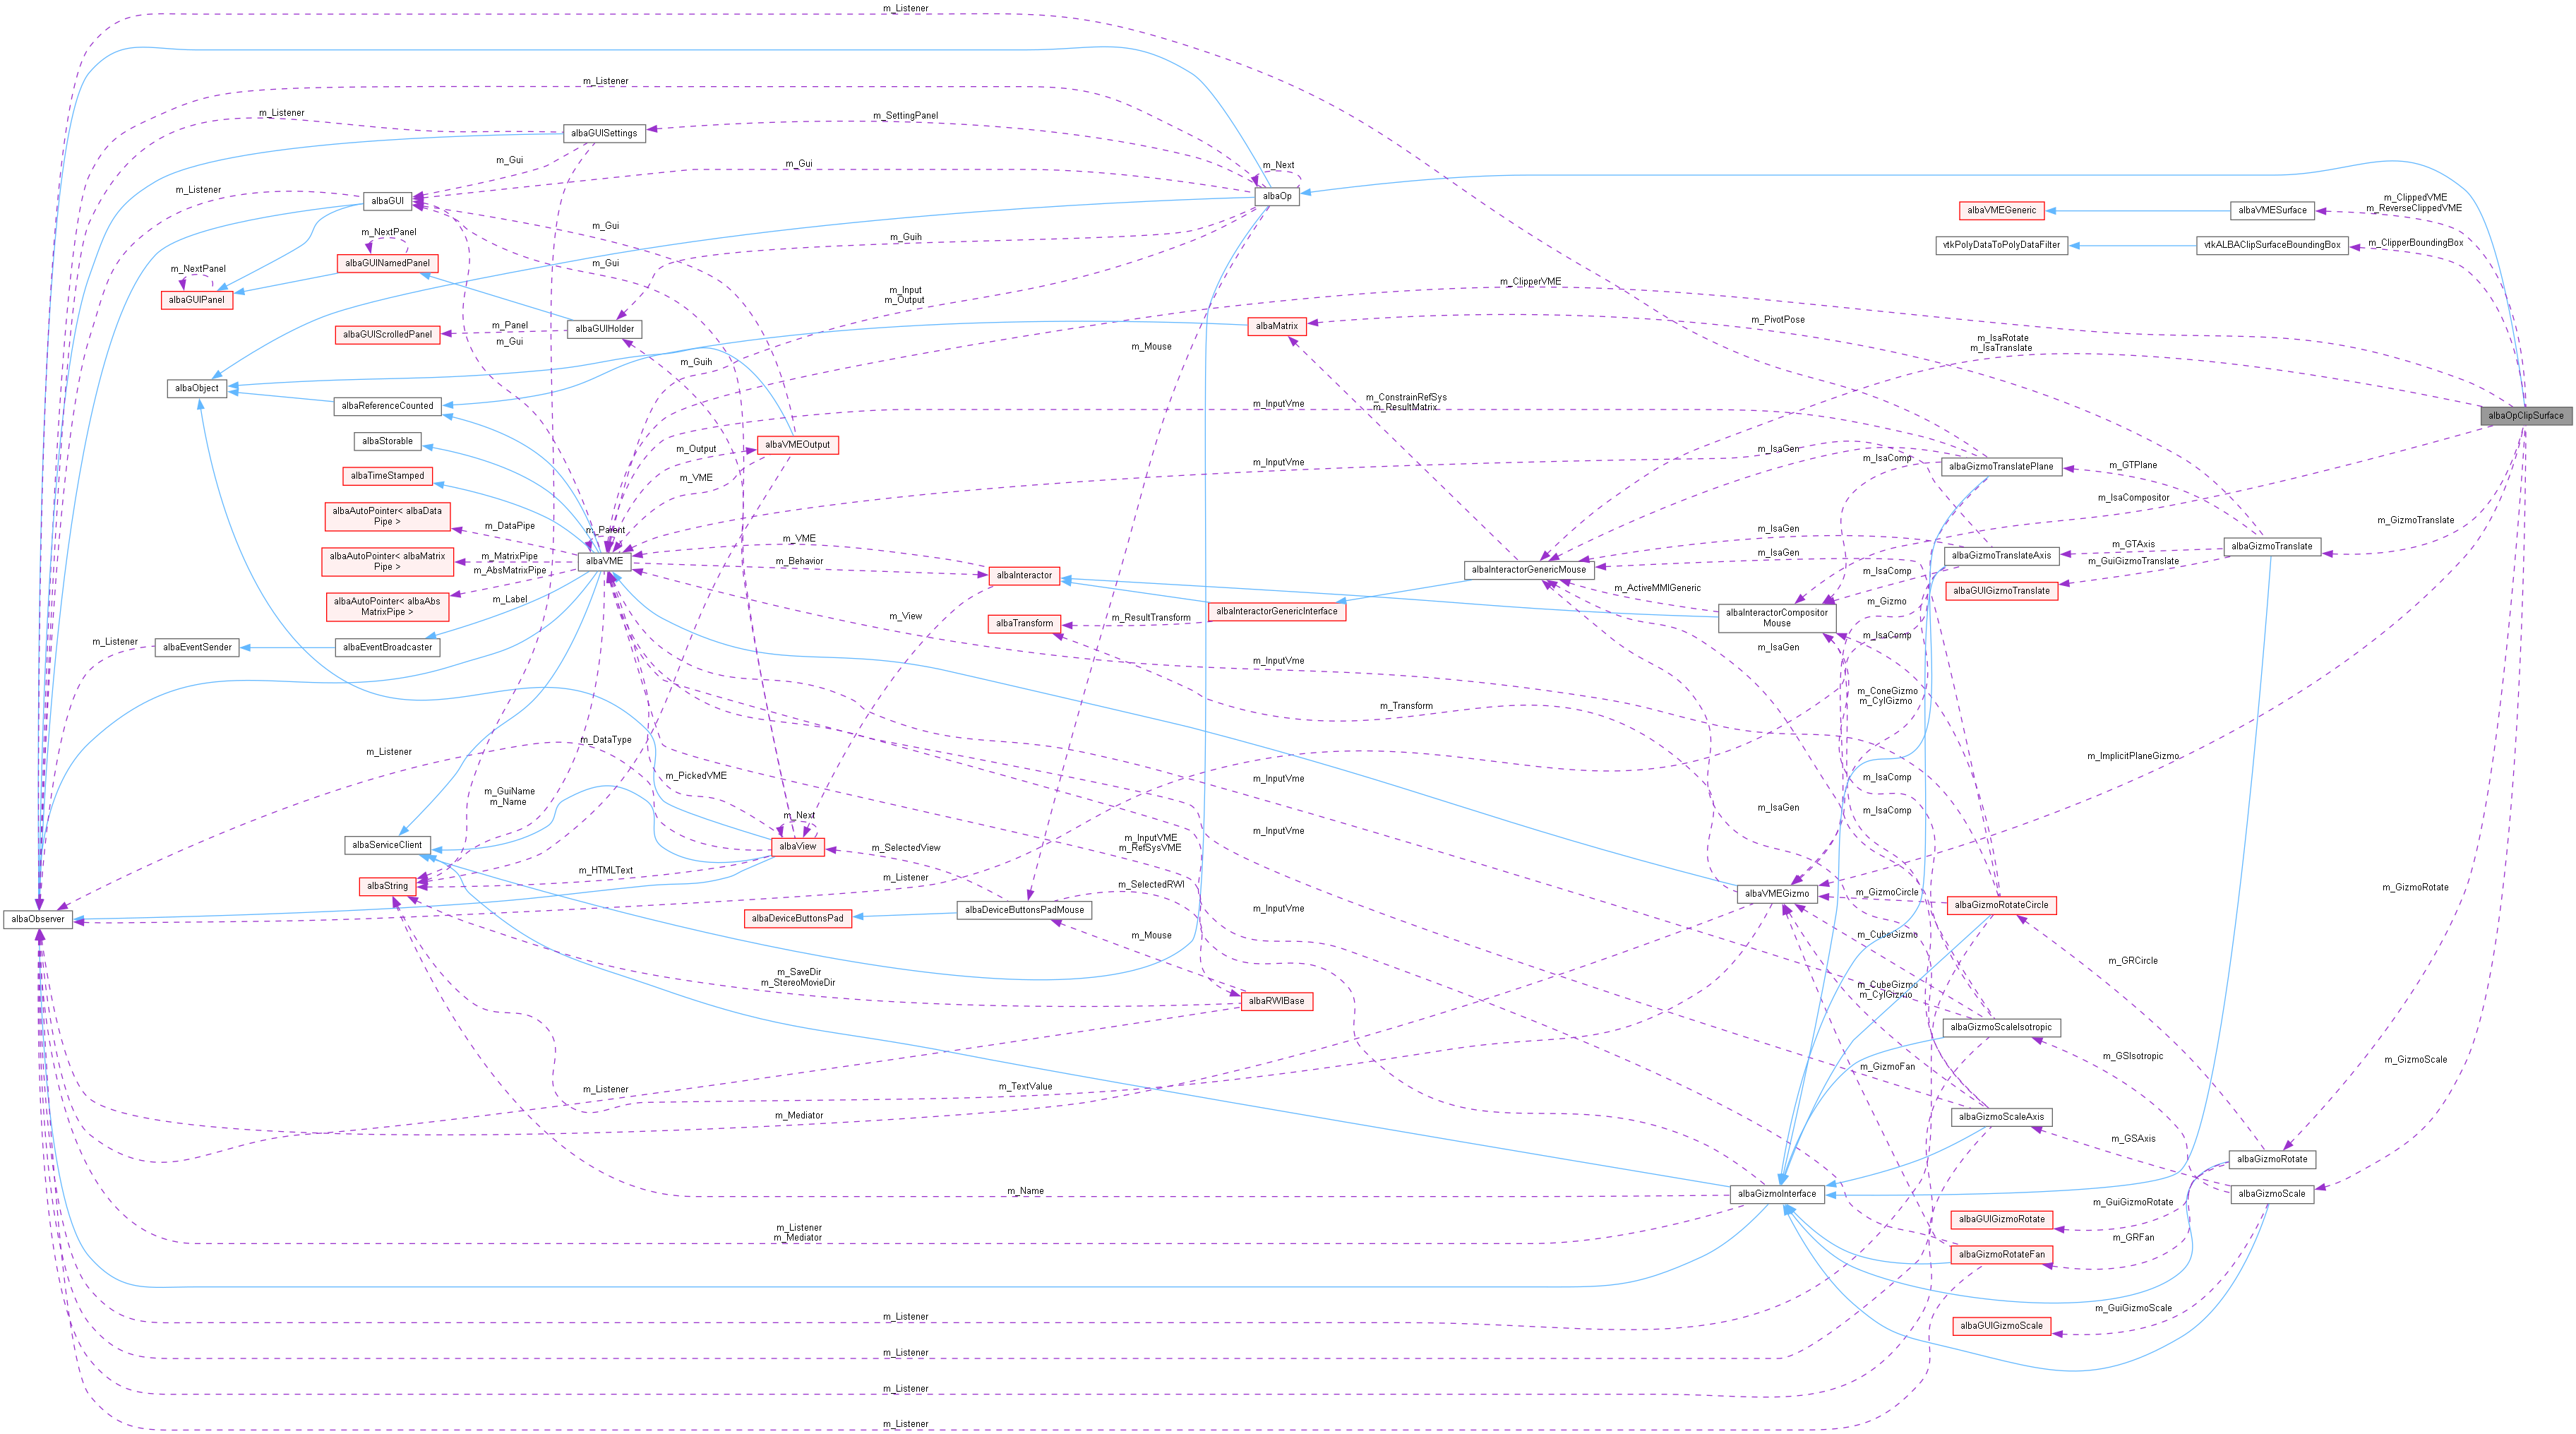 m_Listener
m_Listener
m_Listener
albaGUISettings
m_SettingPanel
m_Gui
m_Gui
m_Next
albaOp
m_Listener
albaGUI
m_ClippedVME
m_ReverseClippedVME
albaVMEGeneric
albaVMESurface
m_Gui
m_Guih
m_NextPanel
albaGUINamedPanel
m_Gui
vtkPolyDataToPolyDataFilter
vtkALBAClipSurfaceBoundingBox
m_ClipperBoundingBox
m_NextPanel
albaGUIPanel
m_Input
m_Output
m_ClipperVME
albaGUIScrolledPanel
m_Panel
albaGUIHolder
m_Panel
m_Gui
albaMatrix
m_PivotPose
m_IsaRotate
m_IsaTranslate
m_Mouse
m_Guih
albaObject
albaReferenceCounted
m_ConstrainRefSys
m_ResultMatrix
m_InputVme
albaOpClipSurface
albaStorable
albaVMEOutput
m_Output
m_IsaGen
m_IsaComp
m_InputVme
albaGizmoTranslatePlane
m_GTPlane
albaTimeStamped
m_VME
m_IsaCompositor
albaAutoPointer< albaData
Pipe >
m_DataPipe
m_Parent
m_VME
m_IsaGen
m_GizmoTranslate
albaAutoPointer< albaMatrix
Pipe >
m_MatrixPipe
m_AbsMatrixPipe
albaVME
m_Behavior
albaInteractor
albaInteractorGenericMouse
m_IsaGen
albaGizmoTranslateAxis
m_GTAxis
albaGizmoTranslate
m_GuiGizmoTranslate
m_IsaComp
albaGUIGizmoTranslate
albaAutoPointer< albaAbs
MatrixPipe >
m_Label
m_ActiveMMIGeneric
m_Gizmo
albaInteractorGenericInterface
albaInteractorCompositor
Mouse
m_View
m_ResultTransform
albaTransform
m_Listener
albaEventSender
albaEventBroadcaster
m_IsaComp
m_IsaGen
m_InputVme
m_ConeGizmo
m_CylGizmo
m_Transform
m_DataType
m_Listener
m_ImplicitPlaneGizmo
m_PickedVME
m_InputVme
m_IsaComp
m_GuiName
m_Name
m_Next
m_IsaGen
m_IsaComp
m_InputVme
albaServiceClient
albaView
m_SelectedView
m_InputVME
m_RefSysVME
m_HTMLText
m_Listener
m_SelectedRWI
albaString
albaVMEGizmo
m_GizmoCircle
m_GizmoRotate
albaObserver
albaDeviceButtonsPad
albaDeviceButtonsPadMouse
m_InputVme
albaGizmoRotateCircle
m_Mouse
m_CubeGizmo
m_GRCircle
m_SaveDir
m_StereoMovieDir
m_CubeGizmo
m_CylGizmo
albaRWIBase
albaGizmoScaleIsotropic
m_GSIsotropic
m_GizmoScale
m_GizmoFan
m_Listener
m_TextValue
m_Mediator
albaGizmoScaleAxis
m_GSAxis
albaGizmoRotate
m_Name
albaGizmoInterface
albaGizmoScale
m_GuiGizmoRotate
albaGUIGizmoRotate
m_Listener
m_Mediator
m_GRFan
albaGizmoRotateFan
m_GuiGizmoScale
m_Listener
albaGUIGizmoScale
m_Listener
m_Listener
m_Listener